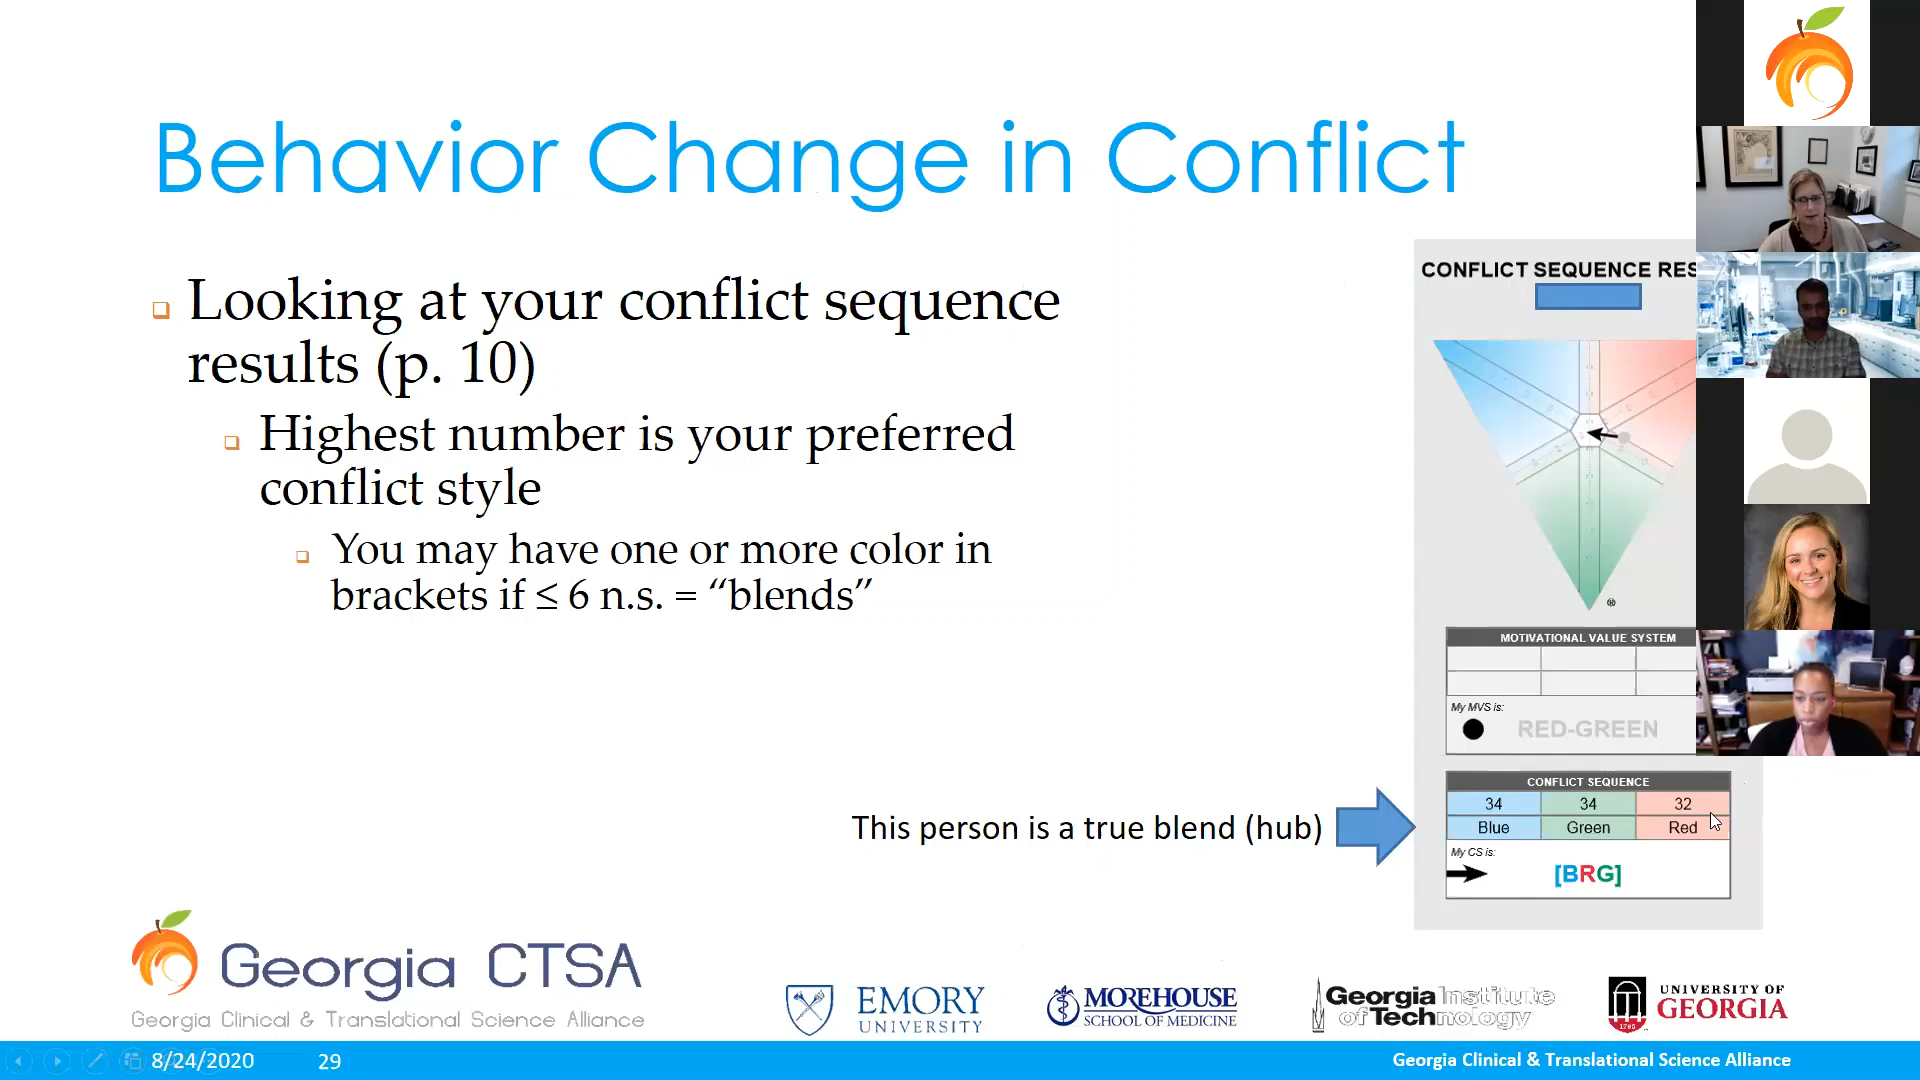 Behavior Change in Conflict
Looking at your conflict sequence
results (p. 10)
Highest number is your preferred
conflict style
You may have one or more color in
brackets if ≤ 6 n.s. = “blends”
CONFLICT SEQUENCE RES
®
MOTIVATIONAL VALUE SYSTEM
My MVS is:
RED-GREEN
This person is a true blend (hub)
CONFLICT SEQUENCE
34 34 32
Blue Green Red
My CS is:
[BRG]
Georgia CTSA
Georgia Clinical & Translational Science Alliance
EMORY
UNIVERSITY
MOREHOUSE
SCHOOL OF MEDICINE
Georgia Institute
of Technology
1785
UNIVERSITY OF
GEORGIA
8/24/2020 29 Georgia Clinical & Translational Science Alliance